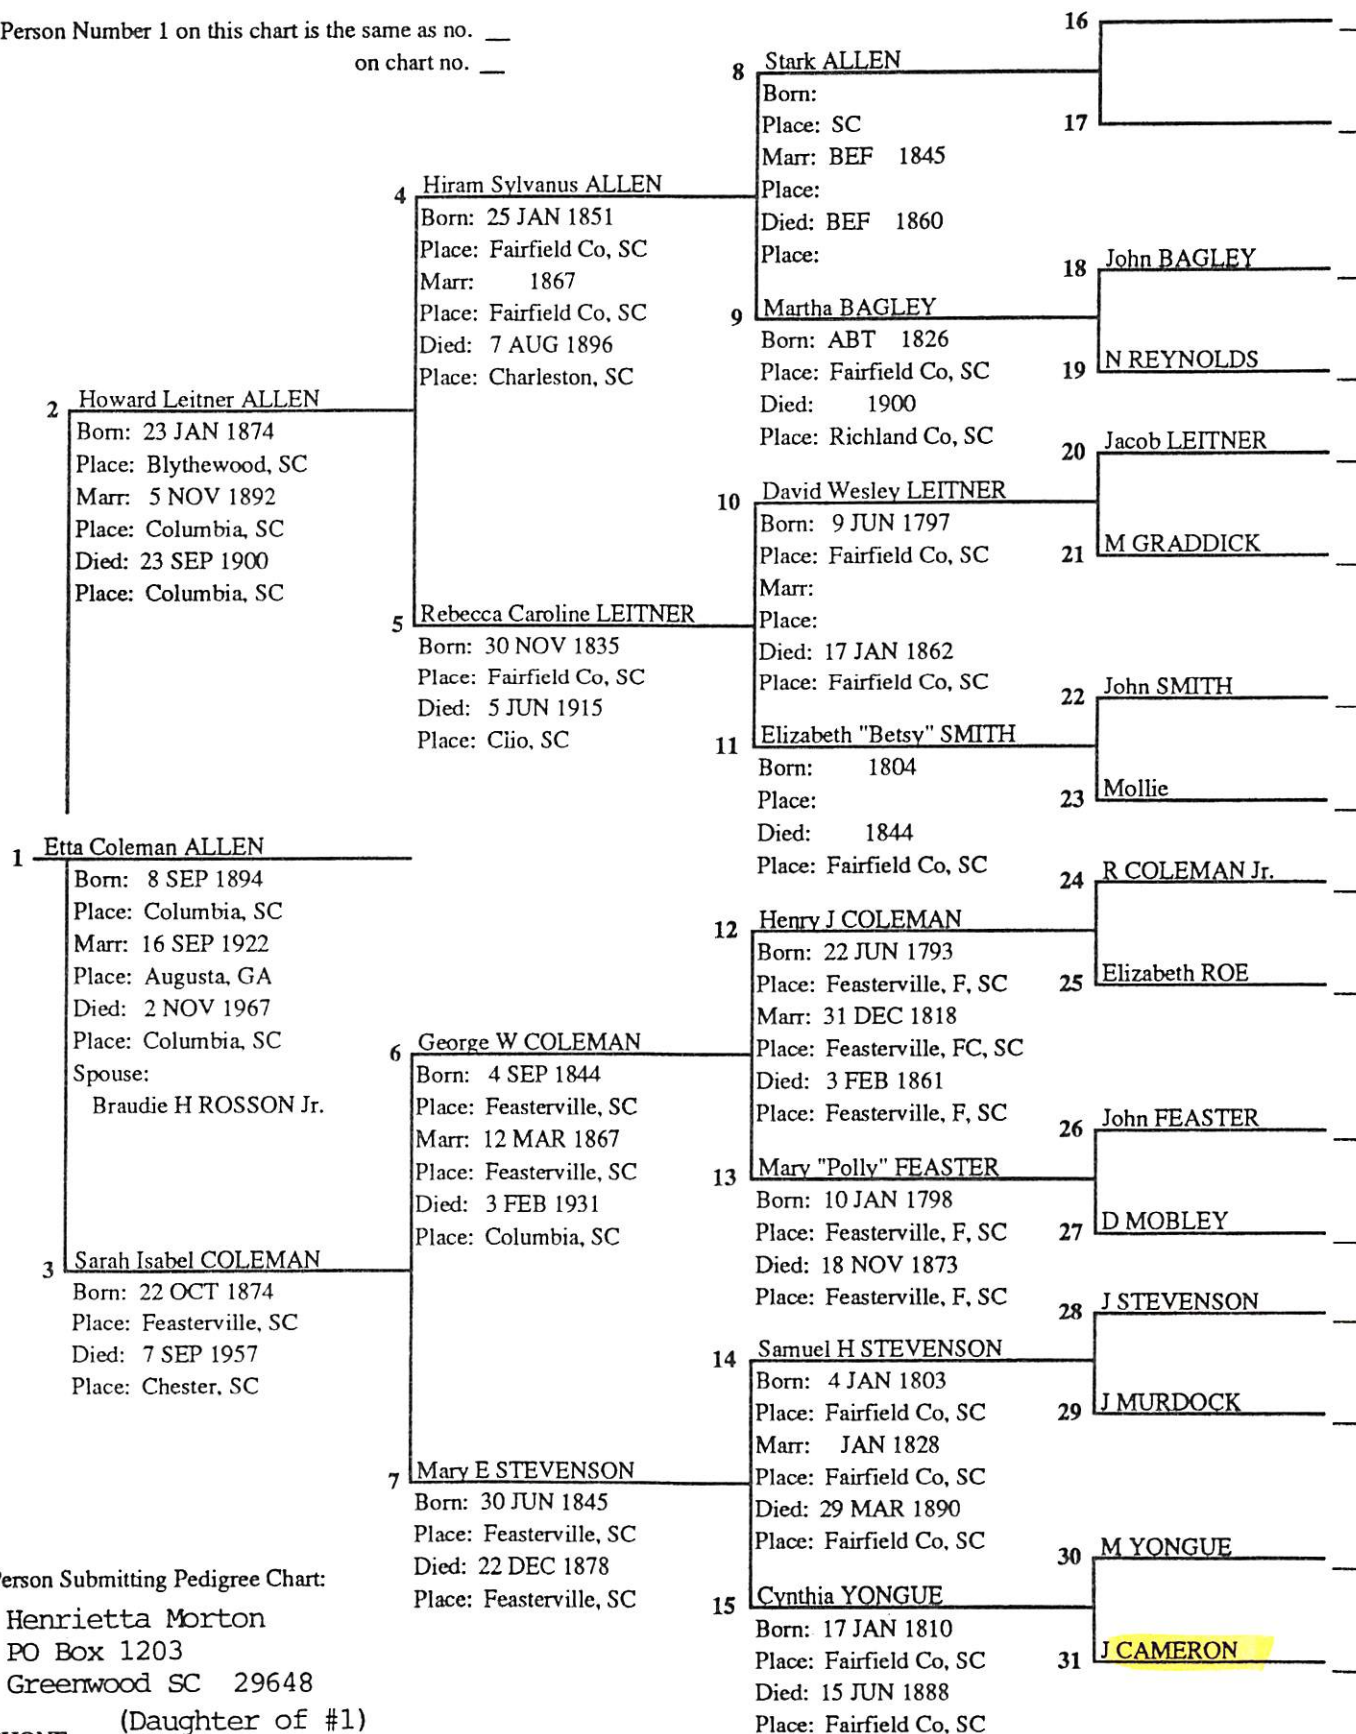 Person Number 1 on this chart is the same as no. __
on chart no. __
1 Etta Coleman ALLEN
Born: 8 SEP 1894
Place: Columbia, SC
Marr: 16 SEP 1922
Place: Augusta, GA
Died: 2 NOV 1967
Place: Columbia, SC
Spouse:
Braudie H ROSSON Jr.
2 Howard Leitner ALLEN
Born: 23 JAN 1874
Place: Blythewood, SC
Marr: 5 NOV 1892
Place: Columbia, SC
Died: 23 SEP 1900
Place: Columbia, SC
3 Sarah Isabel COLEMAN
Born: 22 OCT 1874
Place: Feasterville, SC
Died: 7 SEP 1957
Place: Chester, SC
4 Hiram Sylvanus ALLEN
Born: 25 JAN 1851
Place: Fairfield Co, SC
Marr: 1867
Place: Fairfield Co, SC
Died: 7 AUG 1896
Place: Charleston, SC
5 Rebecca Caroline LEITNER
Born: 30 NOV 1835
Place: Fairfield Co, SC
Died: 5 JUN 1915
Place: Clio, SC
6 George W COLEMAN
Born: 4 SEP 1844
Place: Feasterville, SC
Marr: 12 MAR 1867
Place: Feasterville, SC
Died: 3 FEB 1931
Place: Columbia, SC
7 Mary E STEVENSON
Born: 30 JUN 1845
Place: Feasterville, SC
Died: 22 DEC 1878
Place: Feasterville, SC
8 Stark ALLEN
Born:
Place: SC
Marr: BEF 1845
Place:
Died: BEF 1860
Place:
9 Martha BAGLEY
Born: ABT 1826
Place: Fairfield Co, SC
Died: 1900
Place: Richland Co, SC
10 David Wesley LEITNER
Born: 9 JUN 1797
Place: Fairfield Co, SC
Marr:
Place:
Died: 17 JAN 1862
Place: Fairfield Co, SC
11 Elizabeth "Betsy" SMITH
Born: 1804
Place:
Died: 1844
Place: Fairfield Co, SC
12 Henry J COLEMAN
Born: 22 JUN 1793
Place: Feasterville, F, SC
Marr: 31 DEC 1818
Place: Feasterville, FC, SC
Died: 3 FEB 1861
Place: Feasterville, F, SC
13 Mary "Polly" FEASTER
Born: 10 JAN 1798
Place: Feasterville, F, SC
Died: 18 NOV 1873
Place: Feasterville, F, SC
14 Samuel H STEVENSON
Born: 4 JAN 1803
Place: Fairfield Co, SC
Marr: JAN 1828
Place: Fairfield Co, SC
Died: 29 MAR 1890
Place: Fairfield Co, SC
15 Cynthia YONGUE
Born: 17 JAN 1810
Place: Fairfield Co, SC
Died: 15 JUN 1888
Place: Fairfield Co, SC
16
17
18 John BAGLEY
19 N REYNOLDS
20 Jacob LEITNER
21 M GRADDICK
22 John SMITH
23 Mollie
24 R COLEMAN Jr.
25 Elizabeth ROE
26 John FEASTER
27 D MOBLEY
28 J STEVENSON
29 J MURDOCK
30 M YONGUE
31 J CAMERON
Person Submitting Pedigree Chart:
Henrietta Morton
PO Box 1203
Greenwood SC 29648
(Daughter of #1)